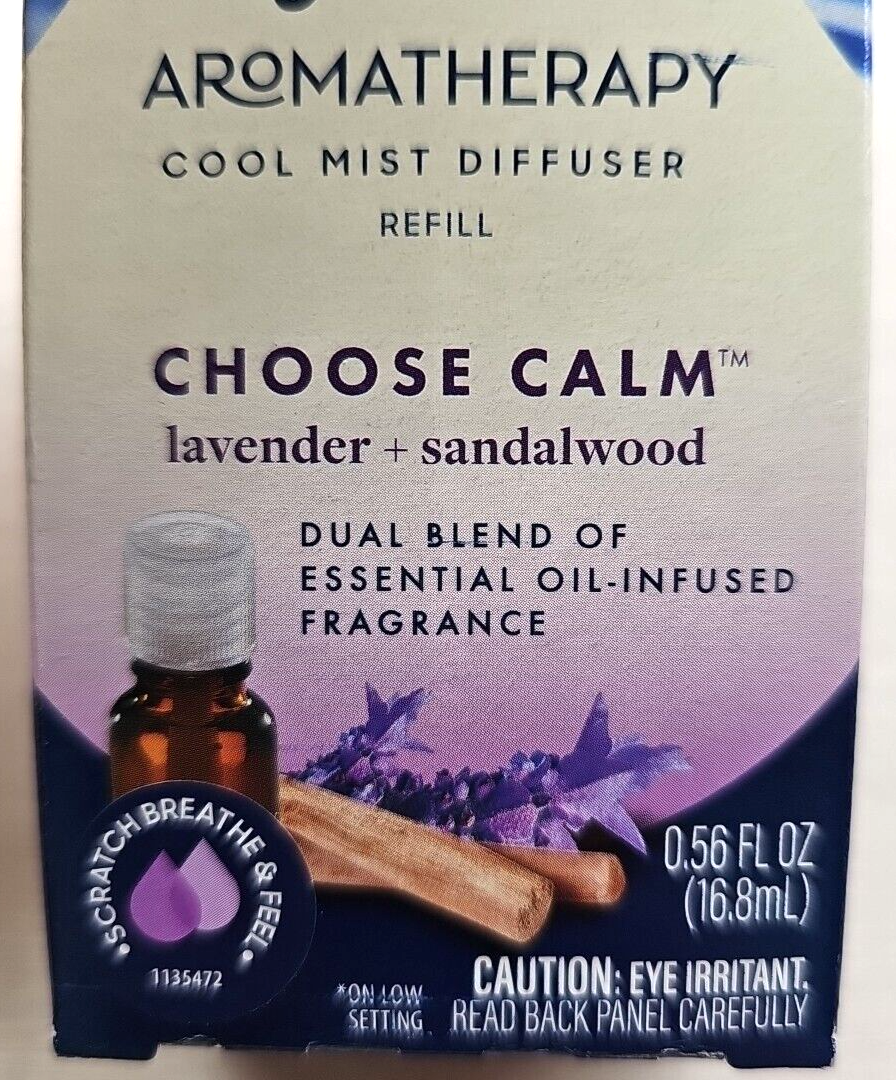 AROMATHERAPY
COOL MIST DIFFUSER
REFILL
CHOOSE CALM™
lavender + sandalwood
DUAL BLEND OF
ESSENTIAL OIL-INFUSED
FRAGRANCE
•SCRATCH BREATHE & FEEL•
1135472
0.56 FL OZ
(16.8mL)
*ON LOW
SETTING
CAUTION: EYE IRRITANT.
READ BACK PANEL CAREFULLY